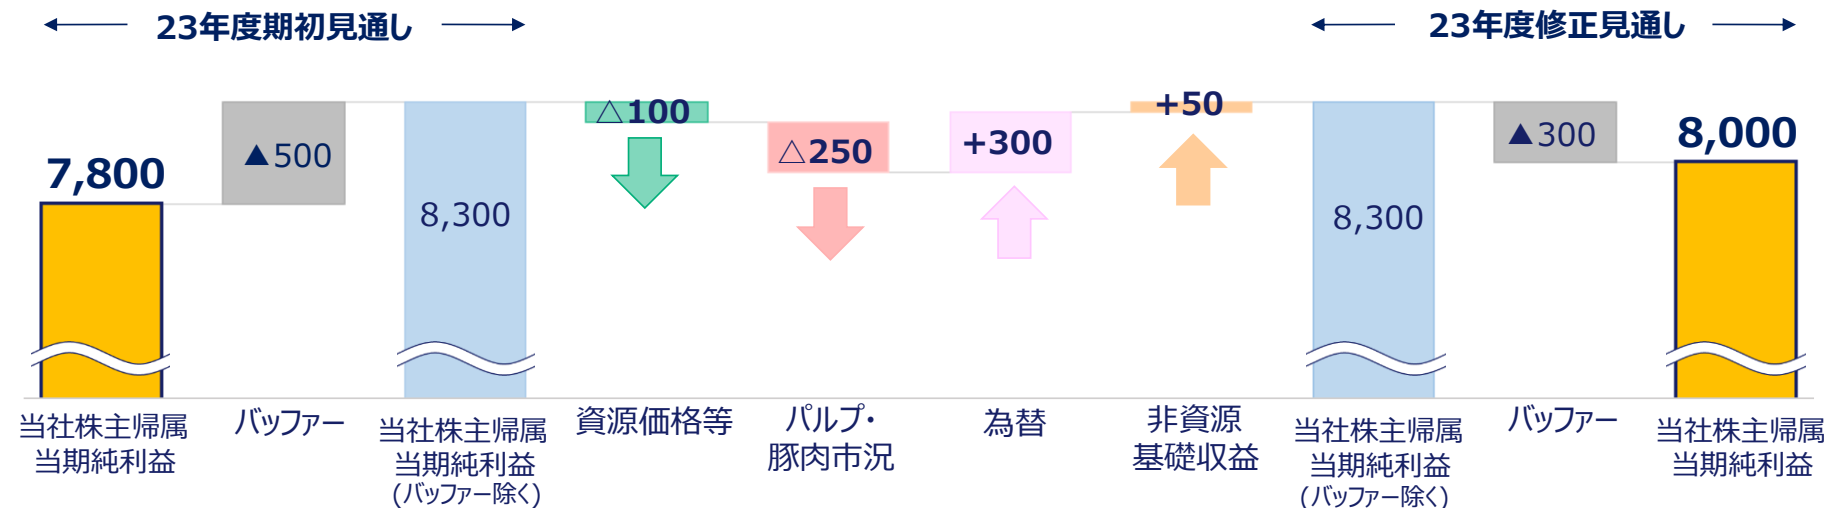 23年度期初見通し
23年度修正見通し
7,800
▲500
8,300
△100
△250
+300
+50
8,300
▲300
8,000
当社株主帰属
当期純利益
バッファー
当社株主帰属
当期純利益
(バッファー除く)
資源価格等
パルプ・
豚肉市況
為替
非資源
基礎収益
当社株主帰属
当期純利益
(バッファー除く)
バッファー
当社株主帰属
当期純利益